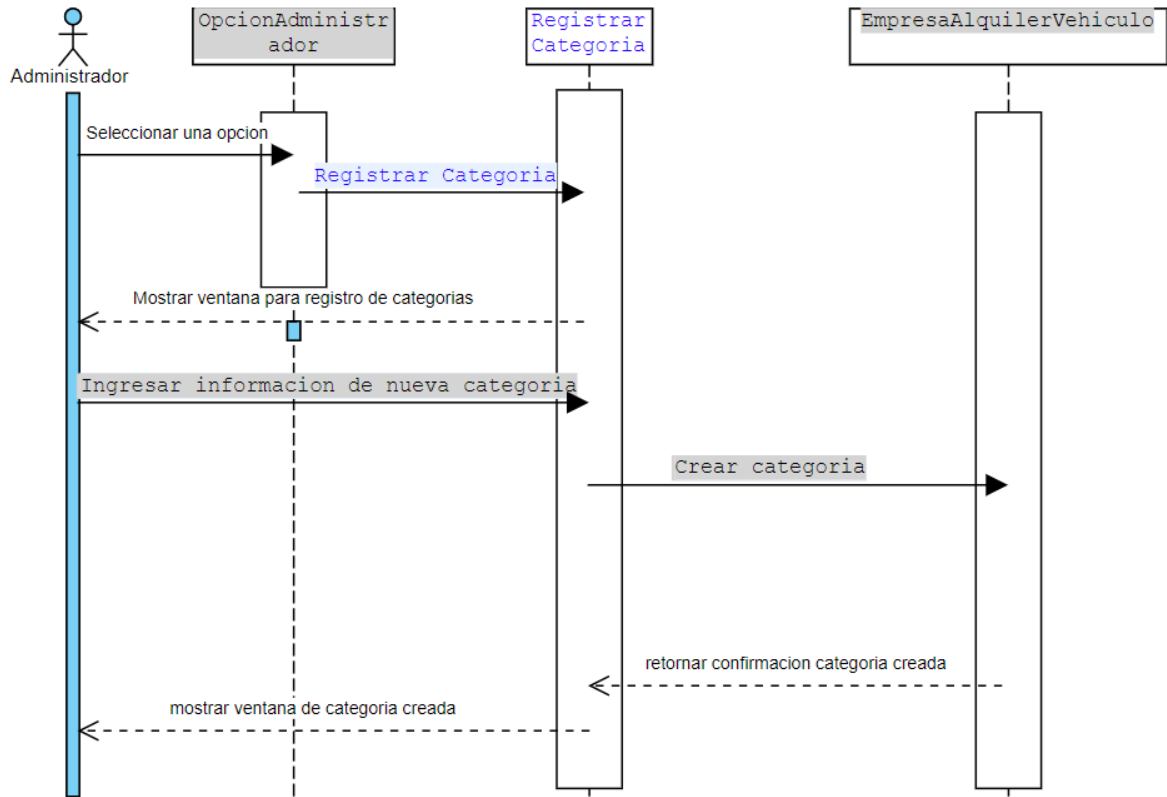 OpcionAdministr
ador
Registrar
Categoria
EmpresaAlquilerVehiculo
Administrador
Seleccionar una opcion
Registrar Categoria
Mostrar ventana para registro de categorias
Ingresar informacion de nueva categoria
Crear categoria
retornar confirmacion categoria creada
mostrar ventana de categoria creada